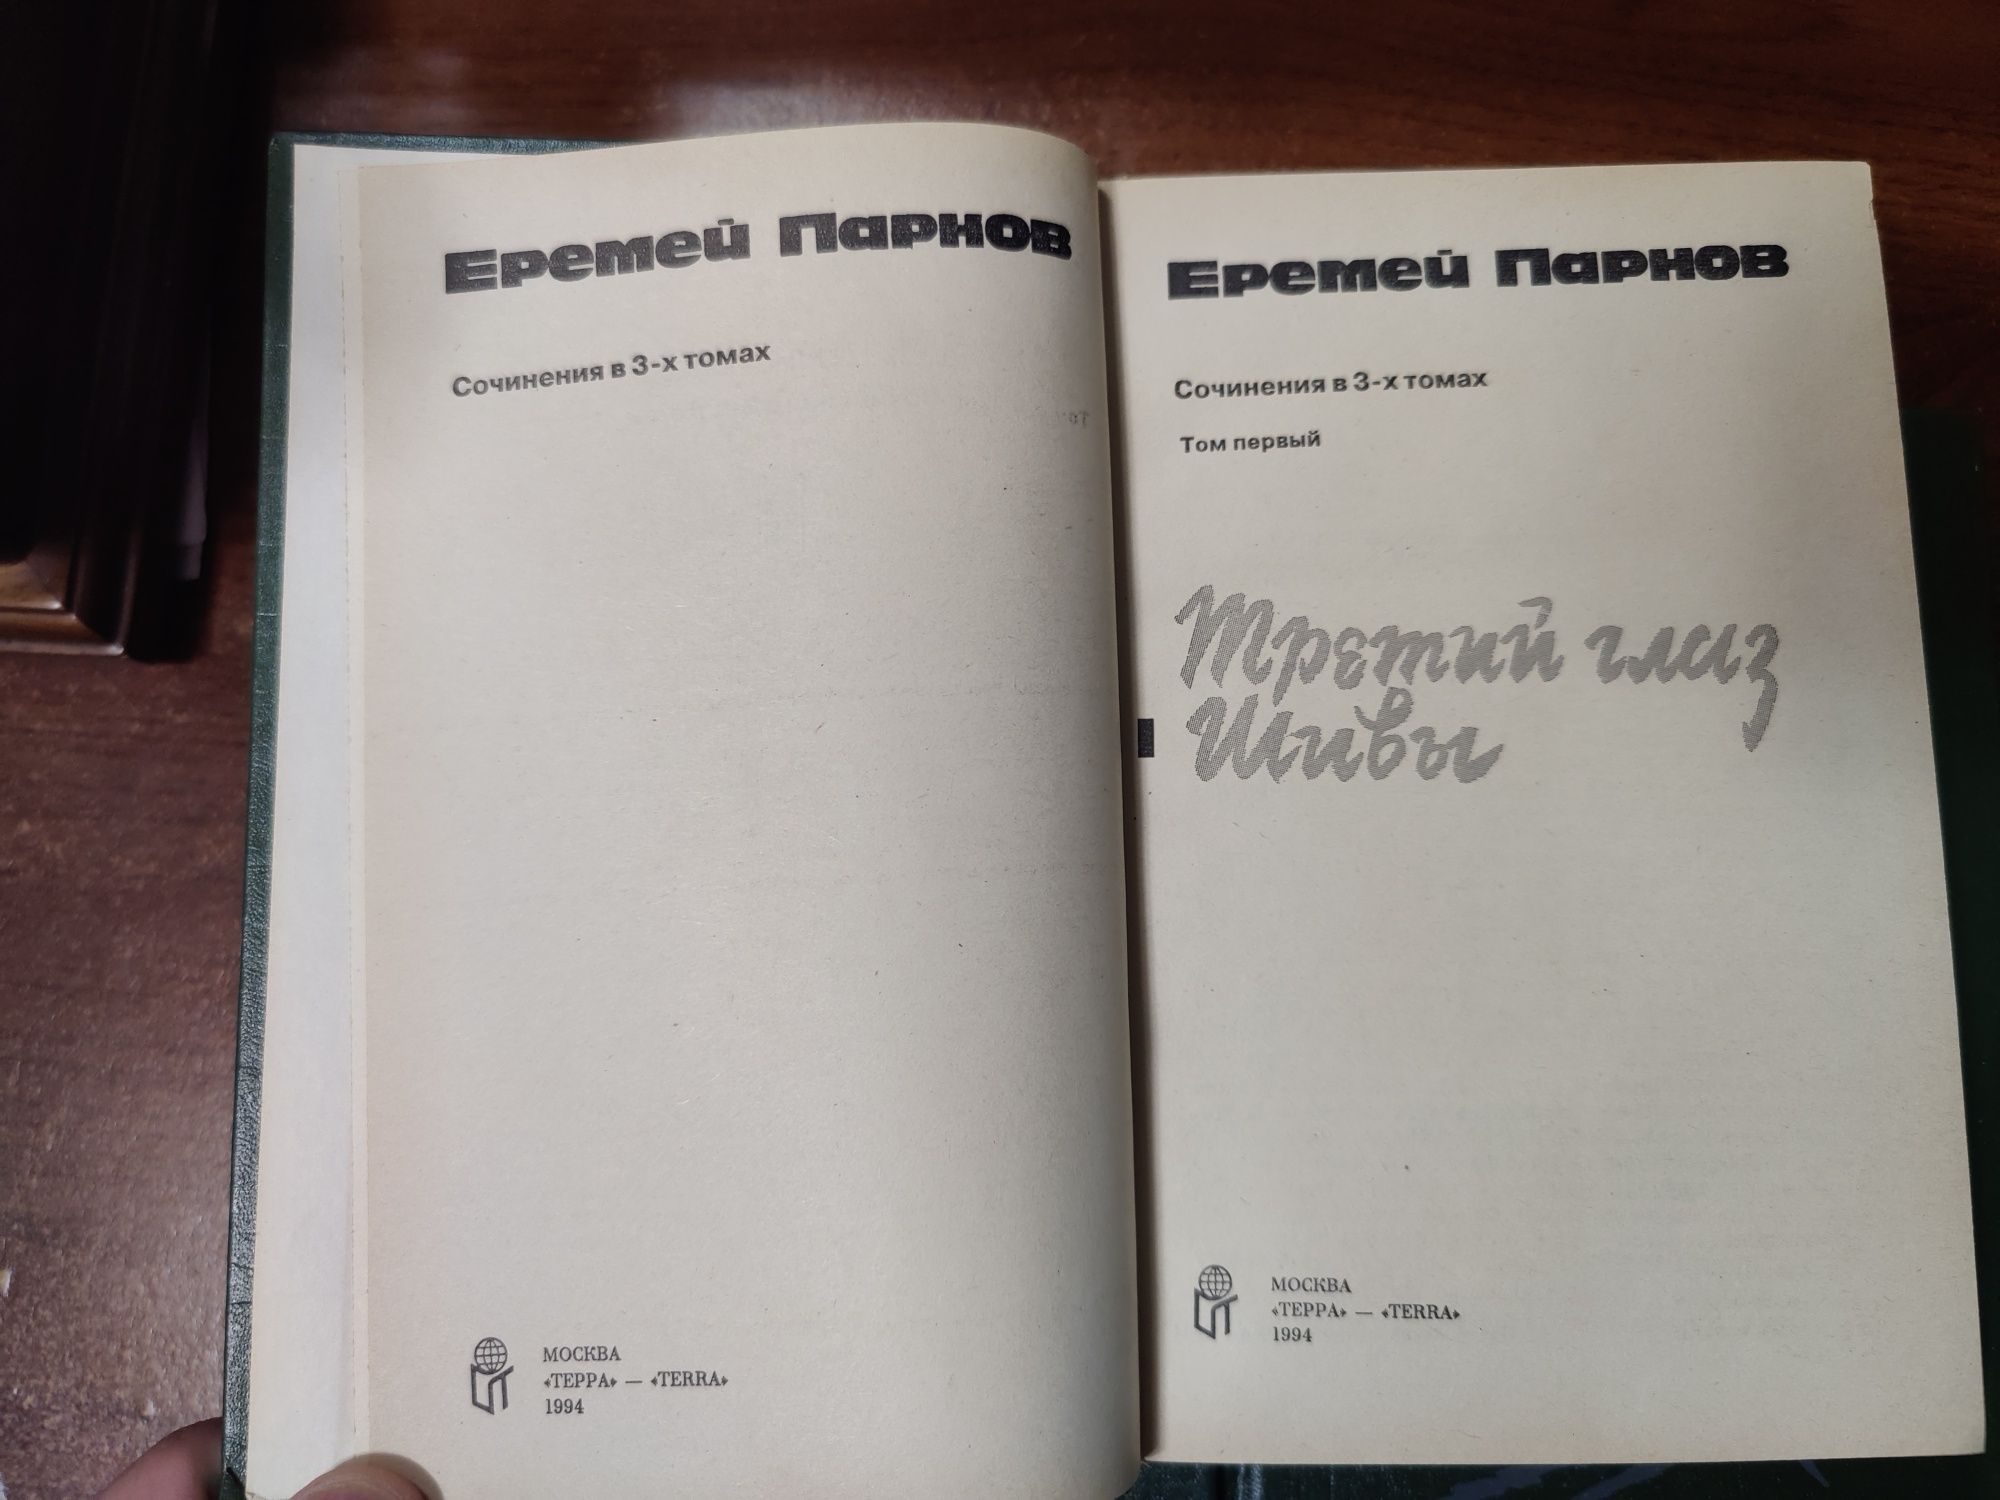 Еремей Парнов
Сочинения в 3-х томах
МОСКВА
«ТЕРРА» — «TERRA»
1994
Еремей Парнов
Сочинения в 3-х томах
Том первый
Третий глаз
Шивы
МОСКВА
«ТЕРРА» — «TERRA»
1994